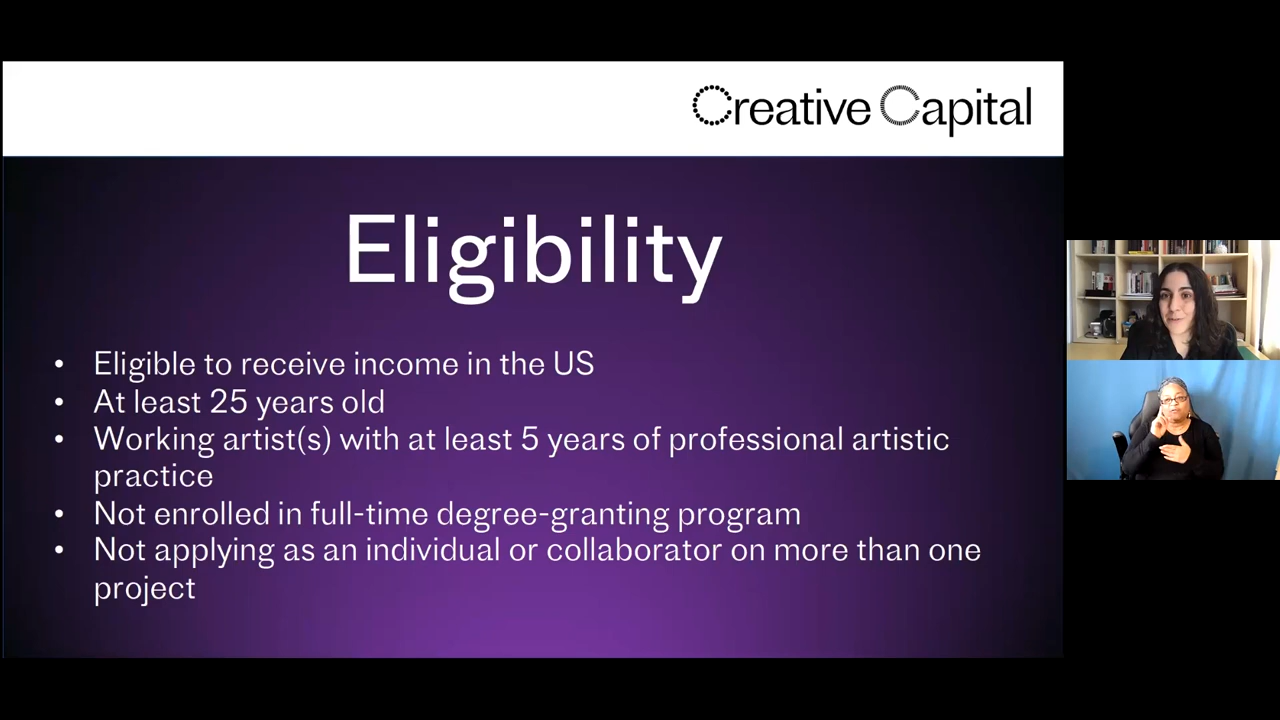 Creative Capital
Eligibility
• Eligible to receive income in the US
• At least 25 years old
• Working artist(s) with at least 5 years of professional artistic
practice
• Not enrolled in full-time degree-granting program
• Not applying as an individual or collaborator on more than one
project